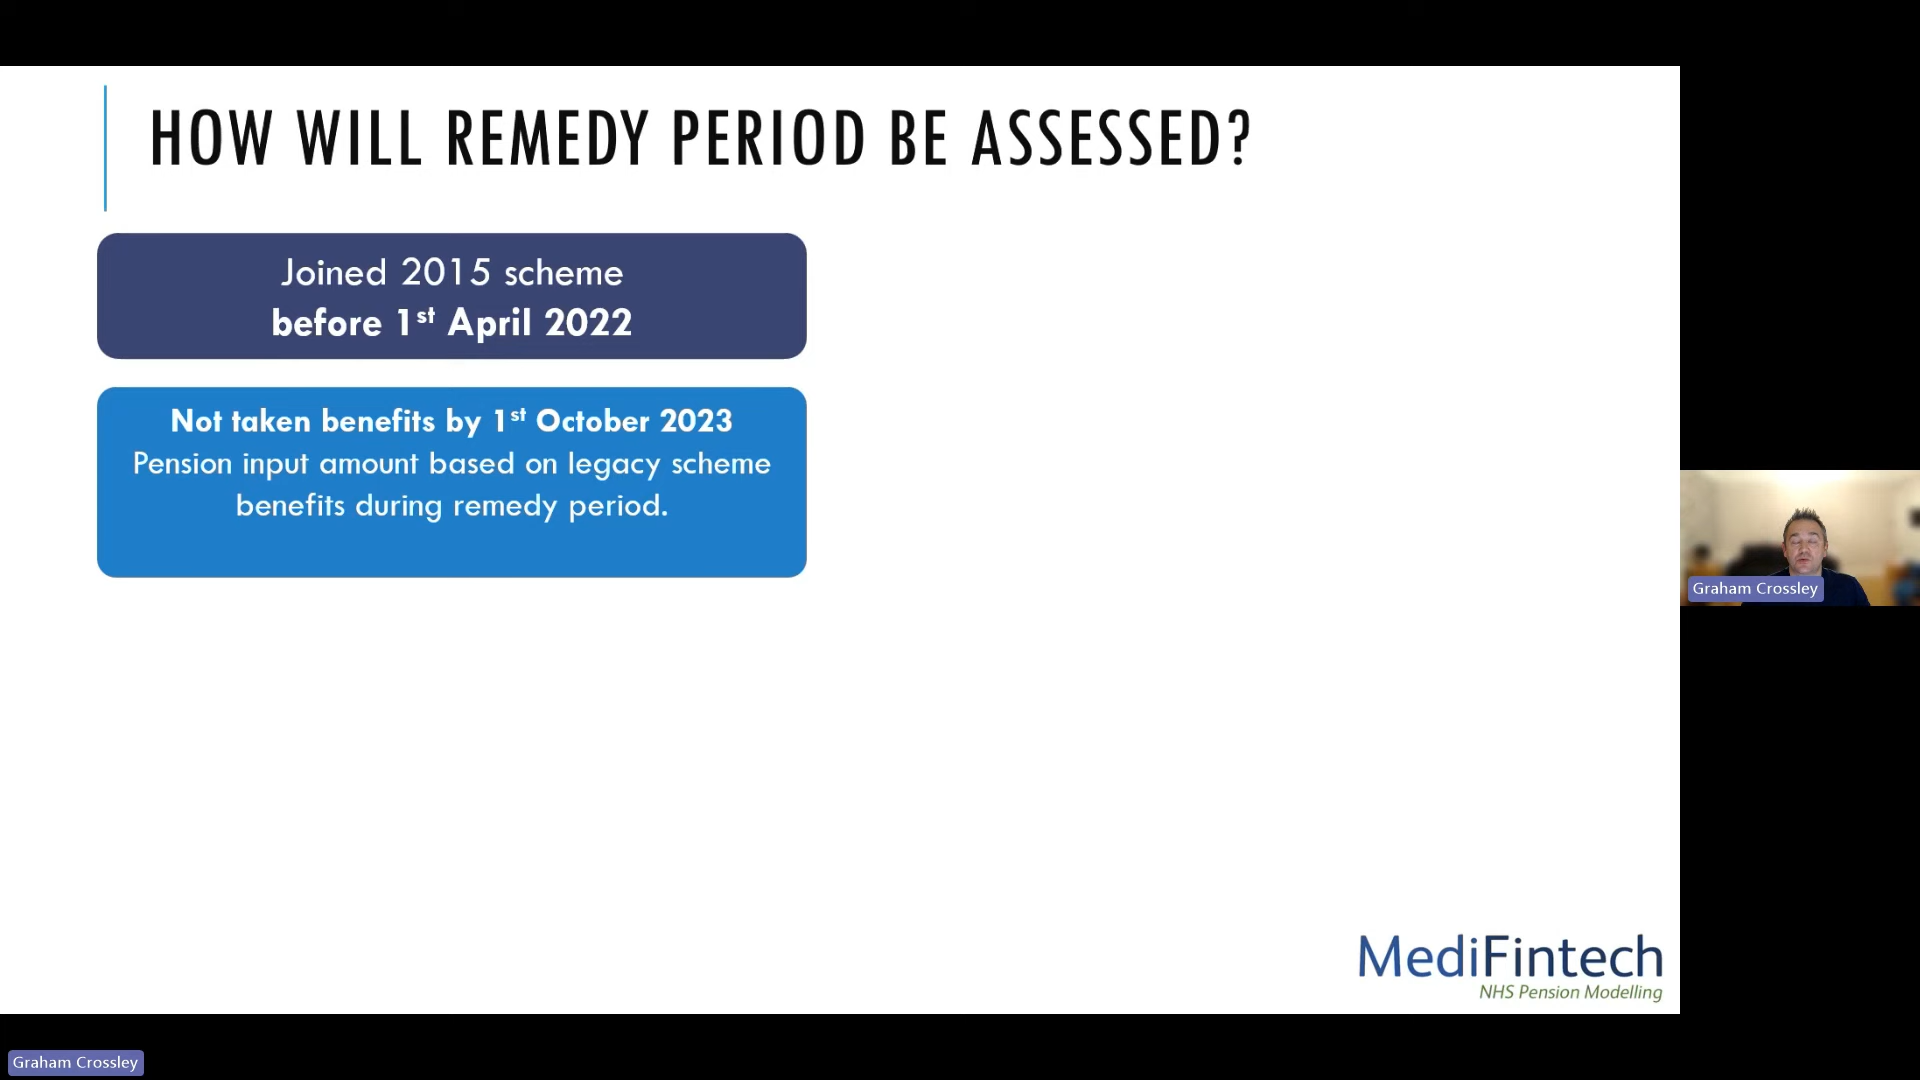 HOW WILL REMEDY PERIOD BE ASSESSED?
Joined 2015 scheme
before 1st April 2022
Not taken benefits by 1st October 2023
Pension input amount based on legacy scheme
benefits during remedy period.
Graham Crossley
MediFintech
NHS Pension Modelling
Graham Crossley